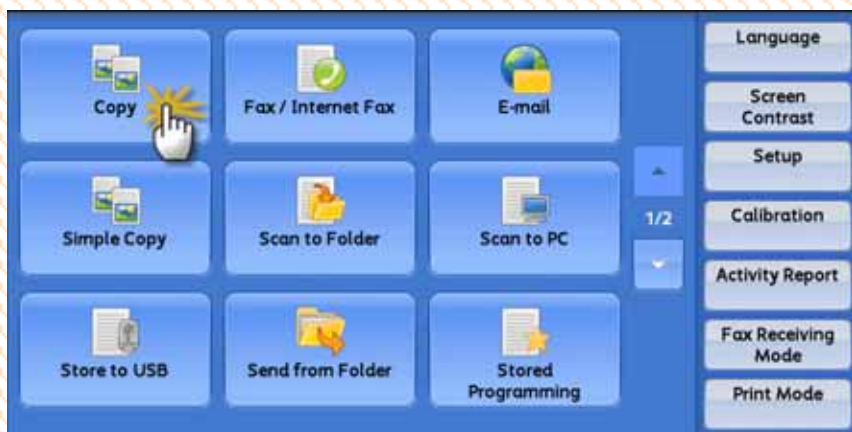 Copy
Fax / Internet Fax
E-mail
Simple Copy
Scan to Folder
Scan to PC
Store to USB
Send from Folder
Stored
Programming
1/2
Language
Screen
Contrast
Setup
Calibration
Activity Report
Fax Receiving
Mode
Print Mode